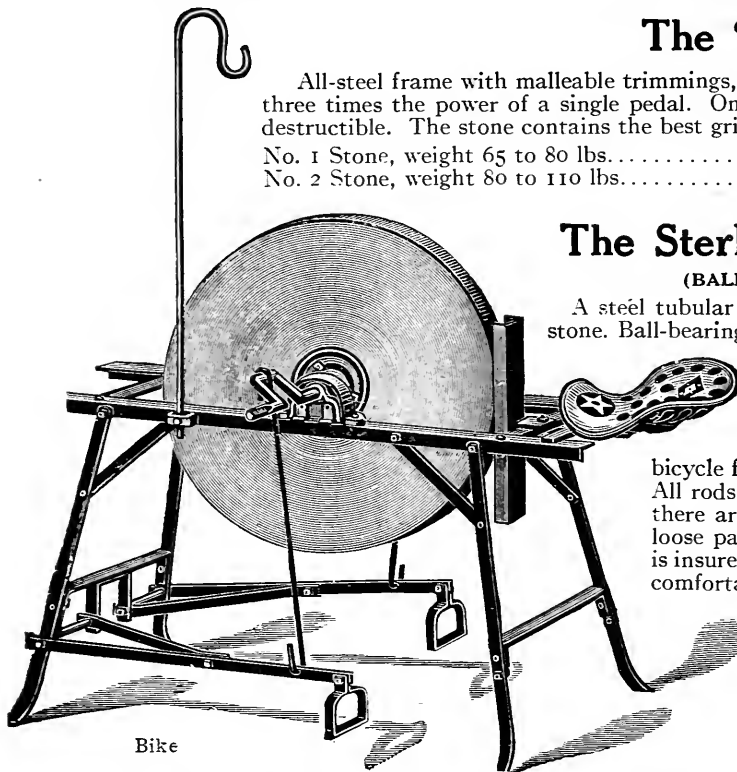 The "
All-steel frame with malleable trimmings,
three times the power of a single pedal. On
destructible. The stone contains the best gri
No. 1 Stone, weight 65 to 80 lbs..............
No. 2 Stone, weight 80 to 110 lbs............
The Sterl
(BALL
A steel tubular
stone. Ball-bearing
bicycle f
All rods
there ar
loose pa
is insure
comforta
Bike